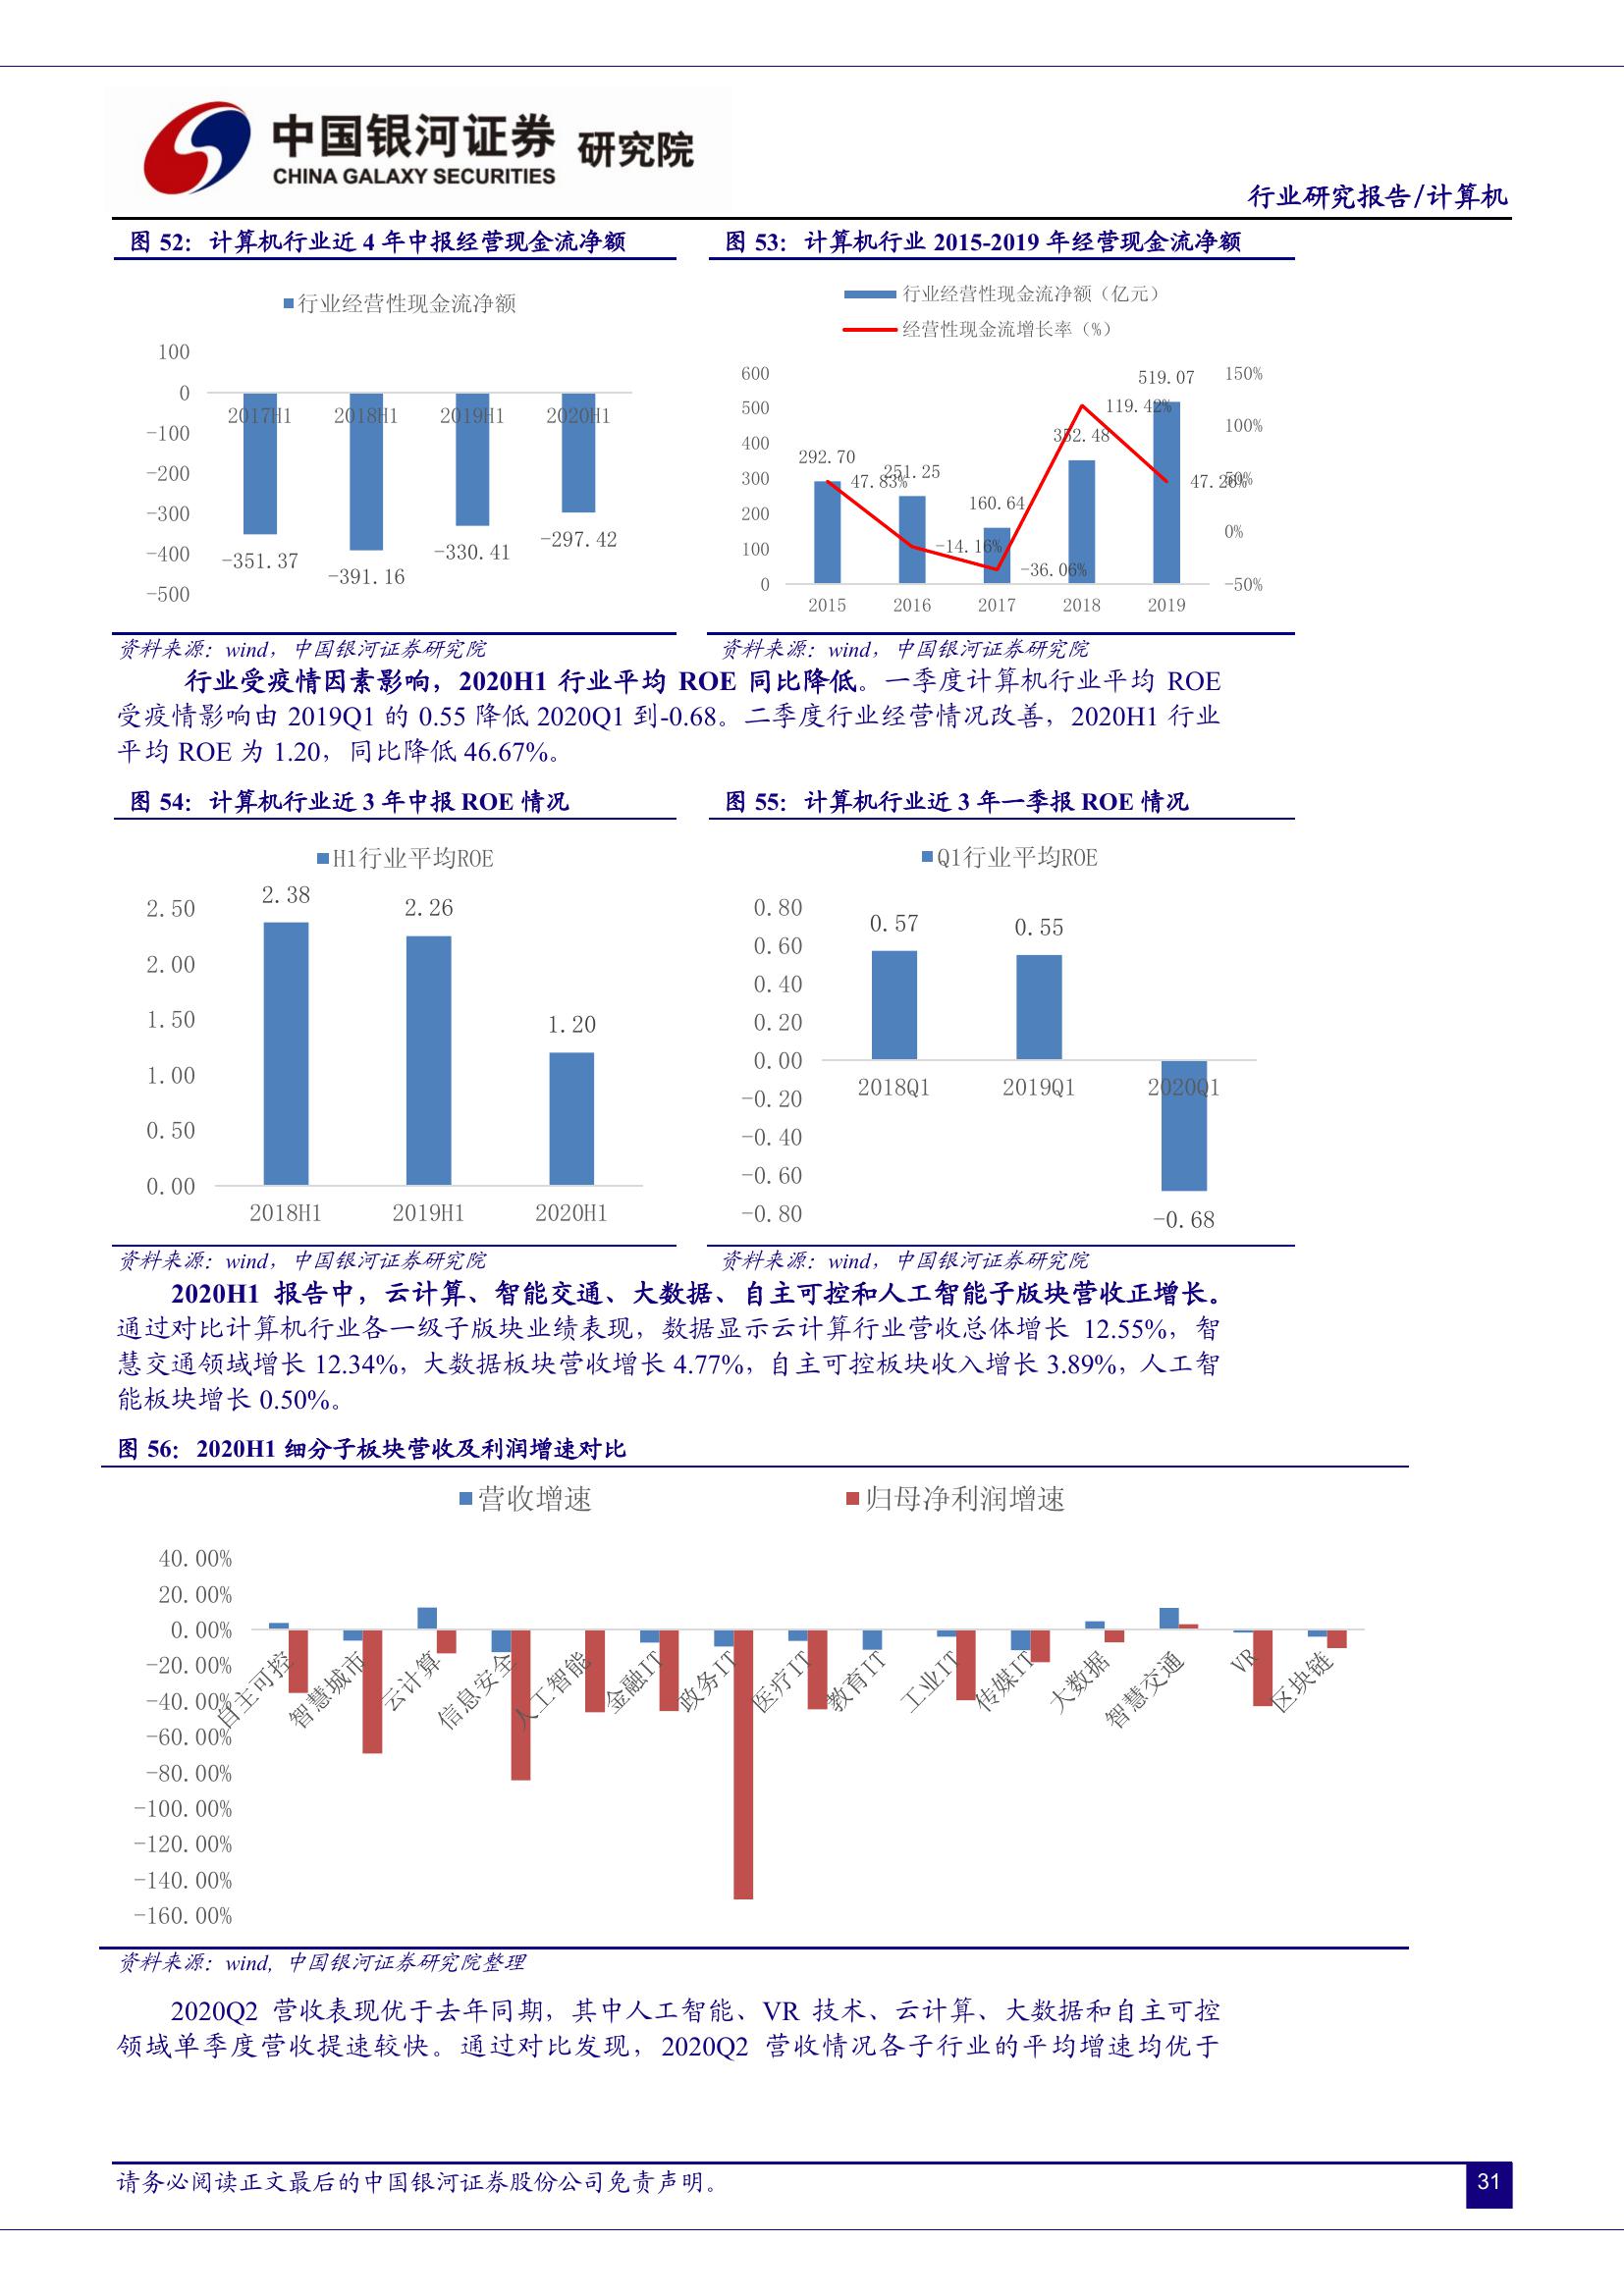 中国银河证券 研究院
CHINA GALAXY SECURITIES
行业研究报告/计算机
图 52：计算机行业近 4 年中报经营现金流净额
行业经营性现金流净额
100
0
-100
-200
-300
-400
-500
2017H1 2018H1 2019H1 2020H1
-351.37 -391.16 -330.41 -297.42
资料来源：wind，中国银河证券研究院
图 53：计算机行业 2015-2019 年经营现金流净额
行业经营性现金流净额（亿元）
经营性现金流增长率（%）
600
500
400
300
200
100
0
292.70 251.25 160.64 352.48 519.07
47.83% -14.16% -36.06% 119.42% 47.26%
150%
100%
50%
0%
-50%
2015 2016 2017 2018 2019
资料来源：wind，中国银河证券研究院
行业受疫情因素影响，2020H1 行业平均 ROE 同比降低。一季度计算机行业平均 ROE
受疫情影响由 2019Q1 的 0.55 降低 2020Q1 到-0.68。二季度行业经营情况改善，2020H1 行业
平均 ROE 为 1.20，同比降低 46.67%。
图 54：计算机行业近 3 年中报 ROE 情况
H1行业平均ROE
2.50
2.00
1.50
1.00
0.50
0.00
2.38 2.26 1.20
2018H1 2019H1 2020H1
资料来源：wind，中国银河证券研究院
图 55：计算机行业近 3 年一季报 ROE 情况
Q1行业平均ROE
0.80
0.60
0.40
0.20
0.00
-0.20
-0.40
-0.60
-0.80
0.57 0.55 -0.68
2018Q1 2019Q1 2020Q1
资料来源：wind，中国银河证券研究院
2020H1 报告中，云计算、智能交通、大数据、自主可控和人工智能子版块营收正增长。
通过对比计算机行业各一级子版块业绩表现，数据显示云计算行业营收总体增长 12.55%，智
慧交通领域增长 12.34%，大数据板块营收增长 4.77%，自主可控板块收入增长 3.89%，人工智
能板块增长 0.50%。
图 56：2020H1 细分子板块营收及利润增速对比
营收增速 归母净利润增速
40.00%
20.00%
0.00%
-20.00%
-40.00%
-60.00%
-80.00%
-100.00%
-120.00%
-140.00%
-160.00%
自主可控 智慧城市 云计算 信息安全 人工智能 金融IT 政务IT 医疗IT 教育IT 工业IT 传媒IT 大数据 智慧交通 VR 区块链
资料来源：wind, 中国银河证券研究院整理
2020Q2 营收表现优于去年同期，其中人工智能、VR 技术、云计算、大数据和自主可控
领域单季度营收提速较快。通过对比发现，2020Q2 营收情况各子行业的平均增速均优于
请务必阅读正文最后的中国银河证券股份公司免责声明。
31